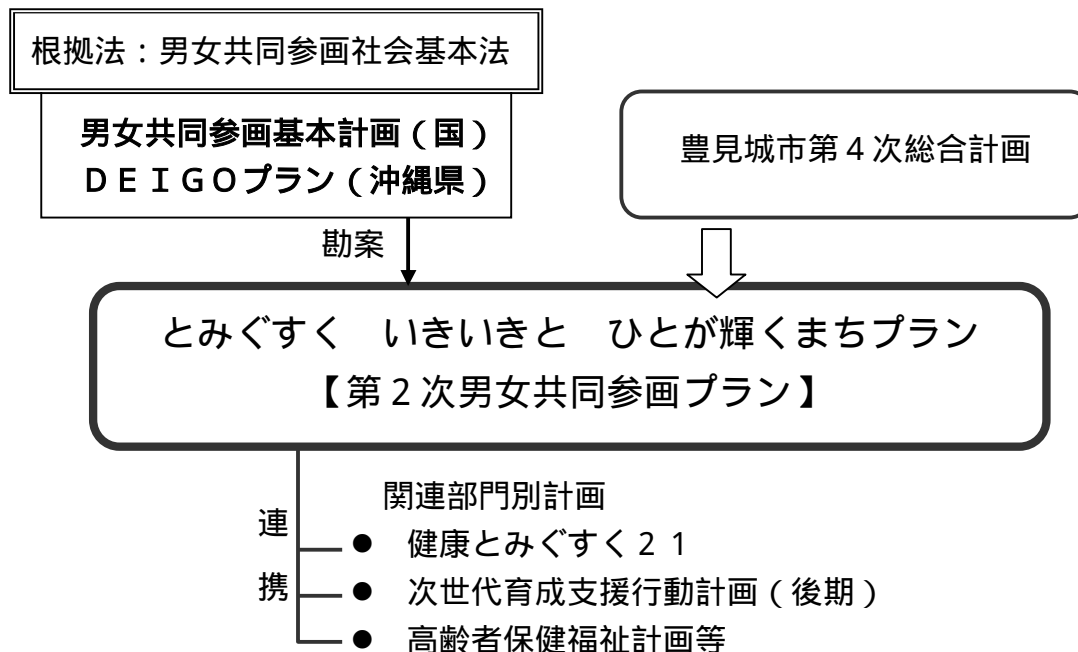 根拠法：男女共同参画社会基本法
男女共同参画基本計画（国）
ＤＥＩＧＯプラン（沖縄県）
豊見城市第４次総合計画
勘案
とみぐすく　いきいきと　ひとが輝くまちプラン
【第２次男女共同参画プラン】
連携
関連部門別計画
● 健康とみぐすく２１
● 次世代育成支援行動計画（後期）
● 高齢者保健福祉計画等